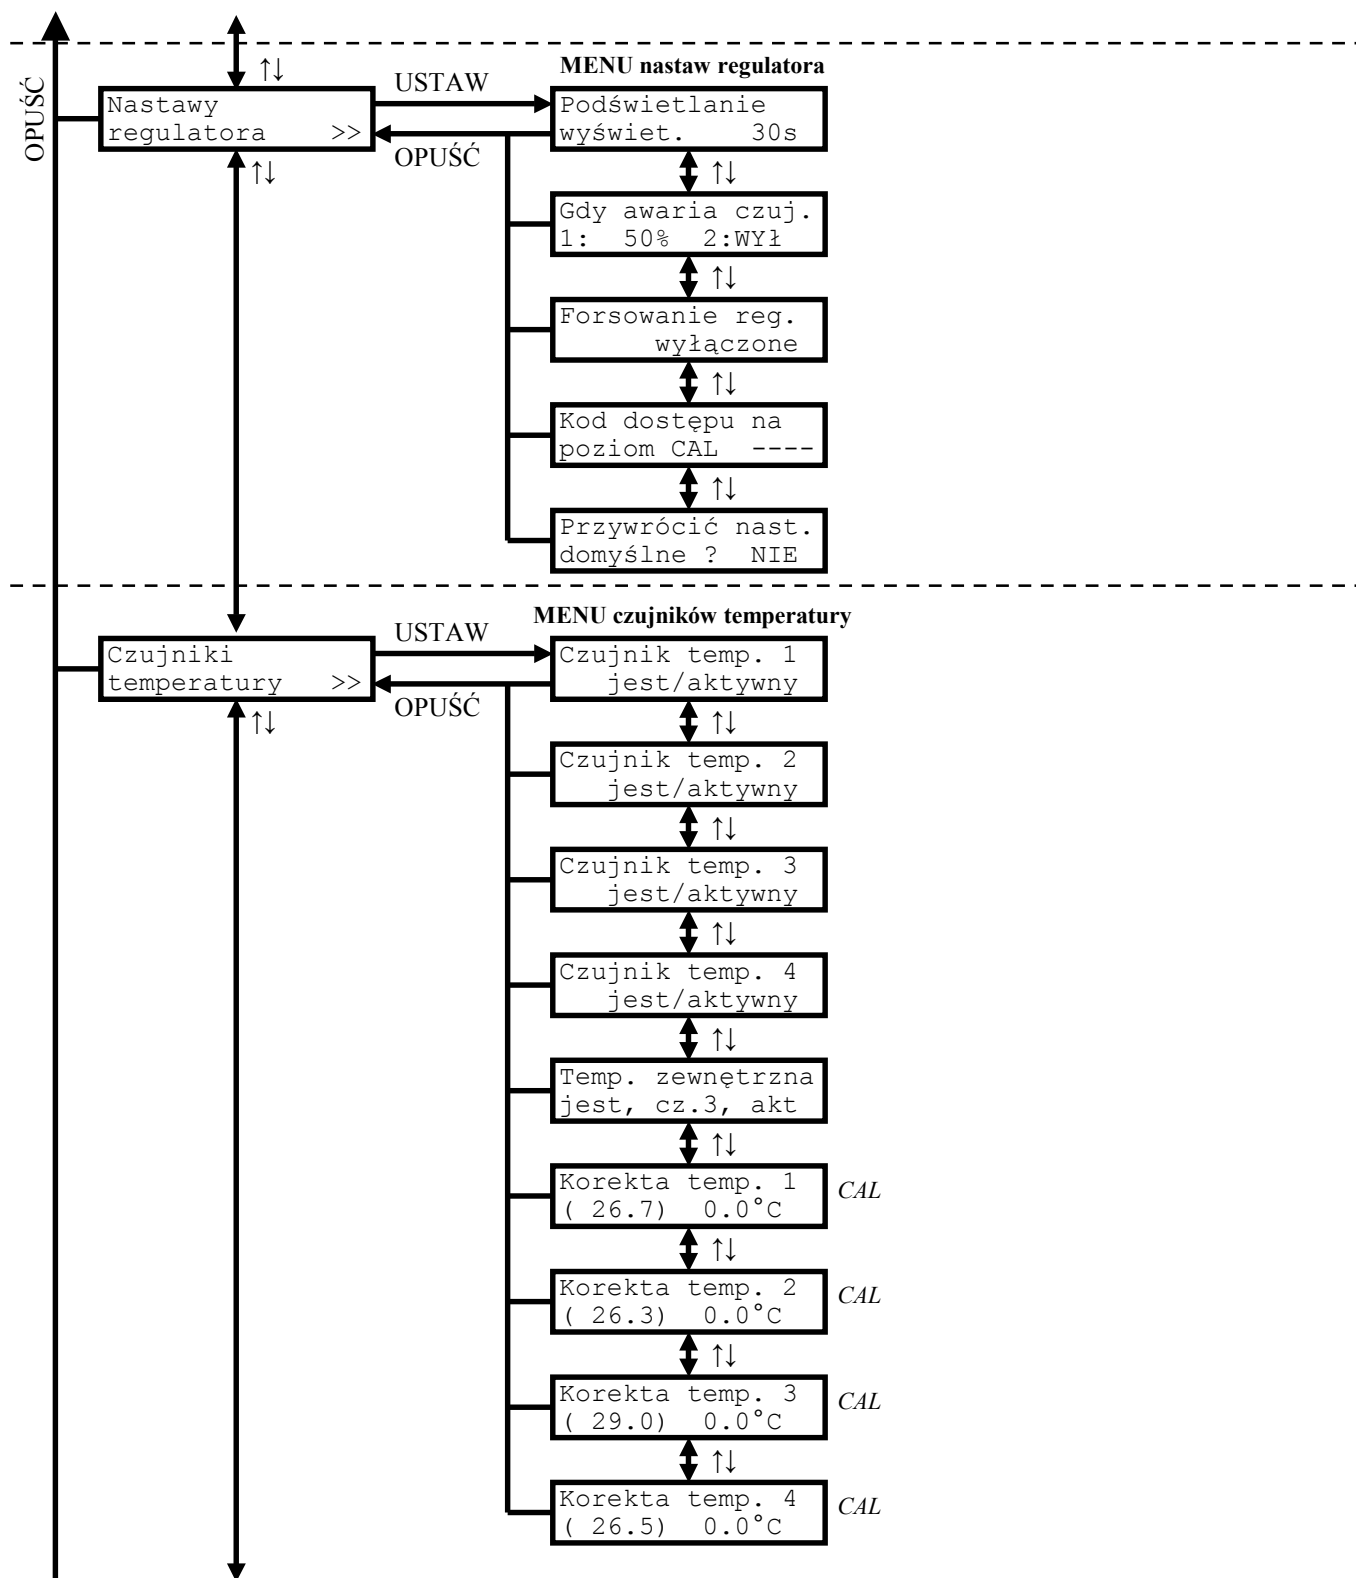 OPUŚĆ
↑↓
Nastawy
regulatora >>
↑↓
USTAW
OPUŚĆ
MENU nastaw regulatora
Podświetlanie
wyświet. 30s
↑↓
Gdy awaria czuj.
1: 50% 2:WYł
↑↓
Forsowanie reg.
wyłączone
↑↓
Kod dostępu na
poziom CAL ----
↑↓
Przywrócić nast.
domyślne ? NIE
Czujniki
temperatury >>
↑↓
USTAW
OPUŚĆ
MENU czujników temperatury
Czujnik temp. 1
jest/aktywny
↑↓
Czujnik temp. 2
jest/aktywny
↑↓
Czujnik temp. 3
jest/aktywny
↑↓
Czujnik temp. 4
jest/aktywny
↑↓
Temp. zewnętrzna
jest, cz.3, akt
↑↓
Korekta temp. 1
( 26.7) 0.0°C
CAL
↑↓
Korekta temp. 2
( 26.3) 0.0°C
CAL
↑↓
Korekta temp. 3
( 29.0) 0.0°C
CAL
↑↓
Korekta temp. 4
( 26.5) 0.0°C
CAL